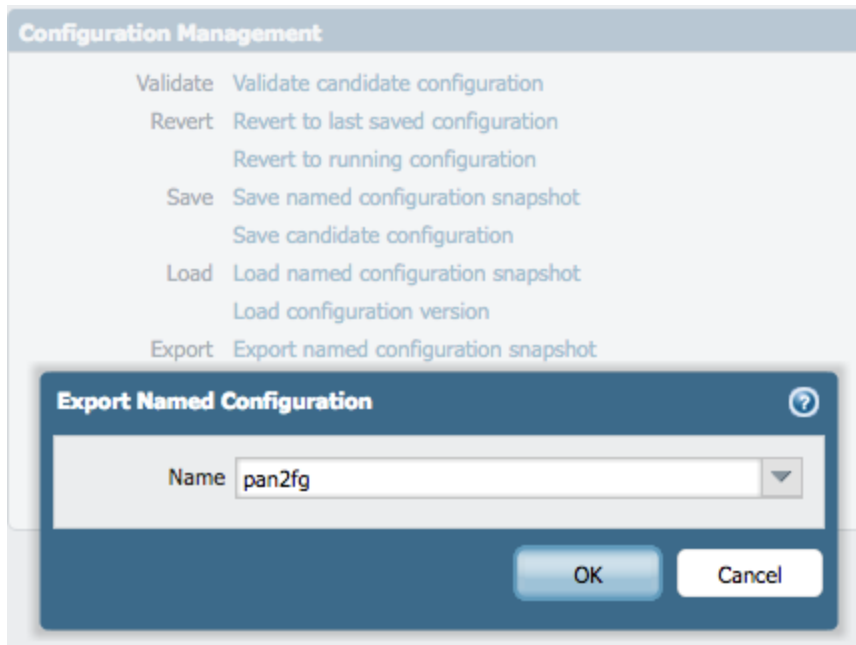 Configuration Management
Validate Validate candidate configuration
Revert Revert to last saved configuration
Revert to running configuration
Save Save named configuration snapshot
Save candidate configuration
Load Load named configuration snapshot
Load configuration version
Export Export named configuration snapshot
Export Named Configuration
?
Name pan2fg
OK Cancel